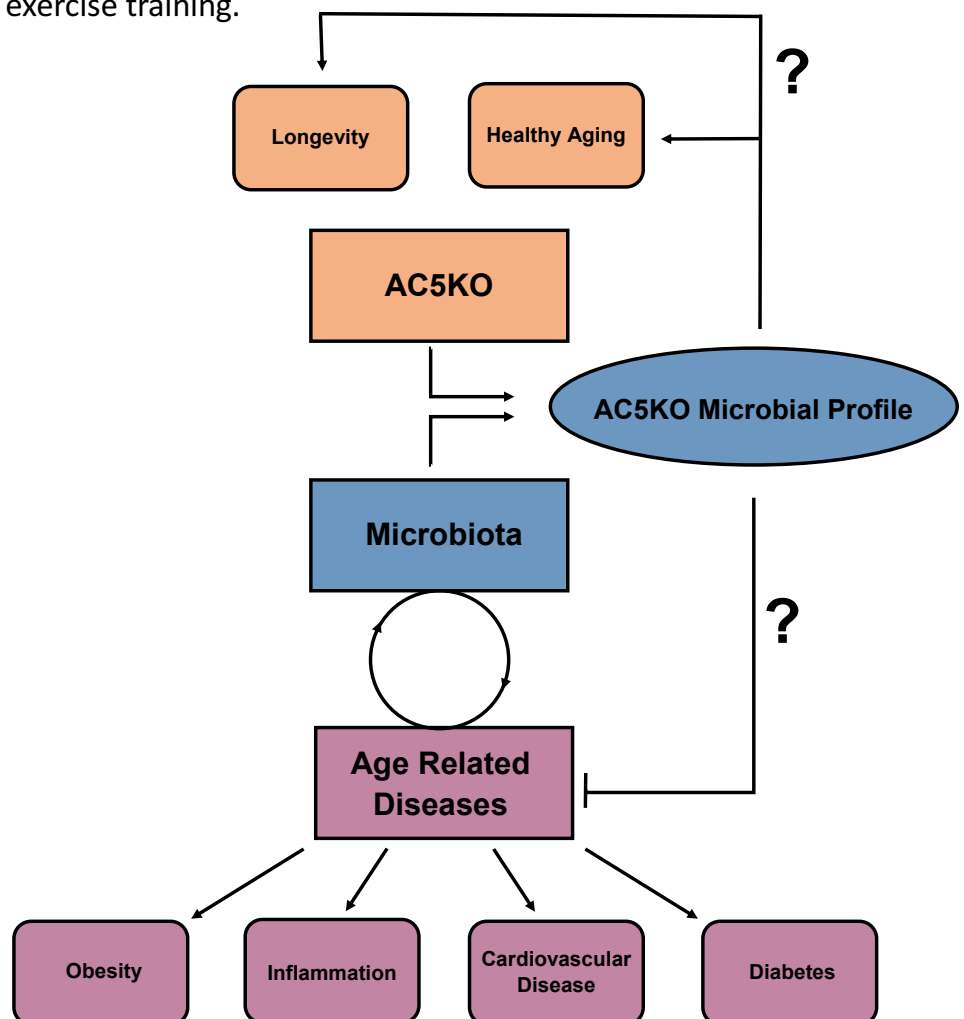 exercise training.
?
Longevity
Healthy Aging
AC5KO
AC5KO Microbial Profile
Microbiota
?
Age Related
Diseases
Obesity
Inflammation
Cardiovascular
Disease
Diabetes